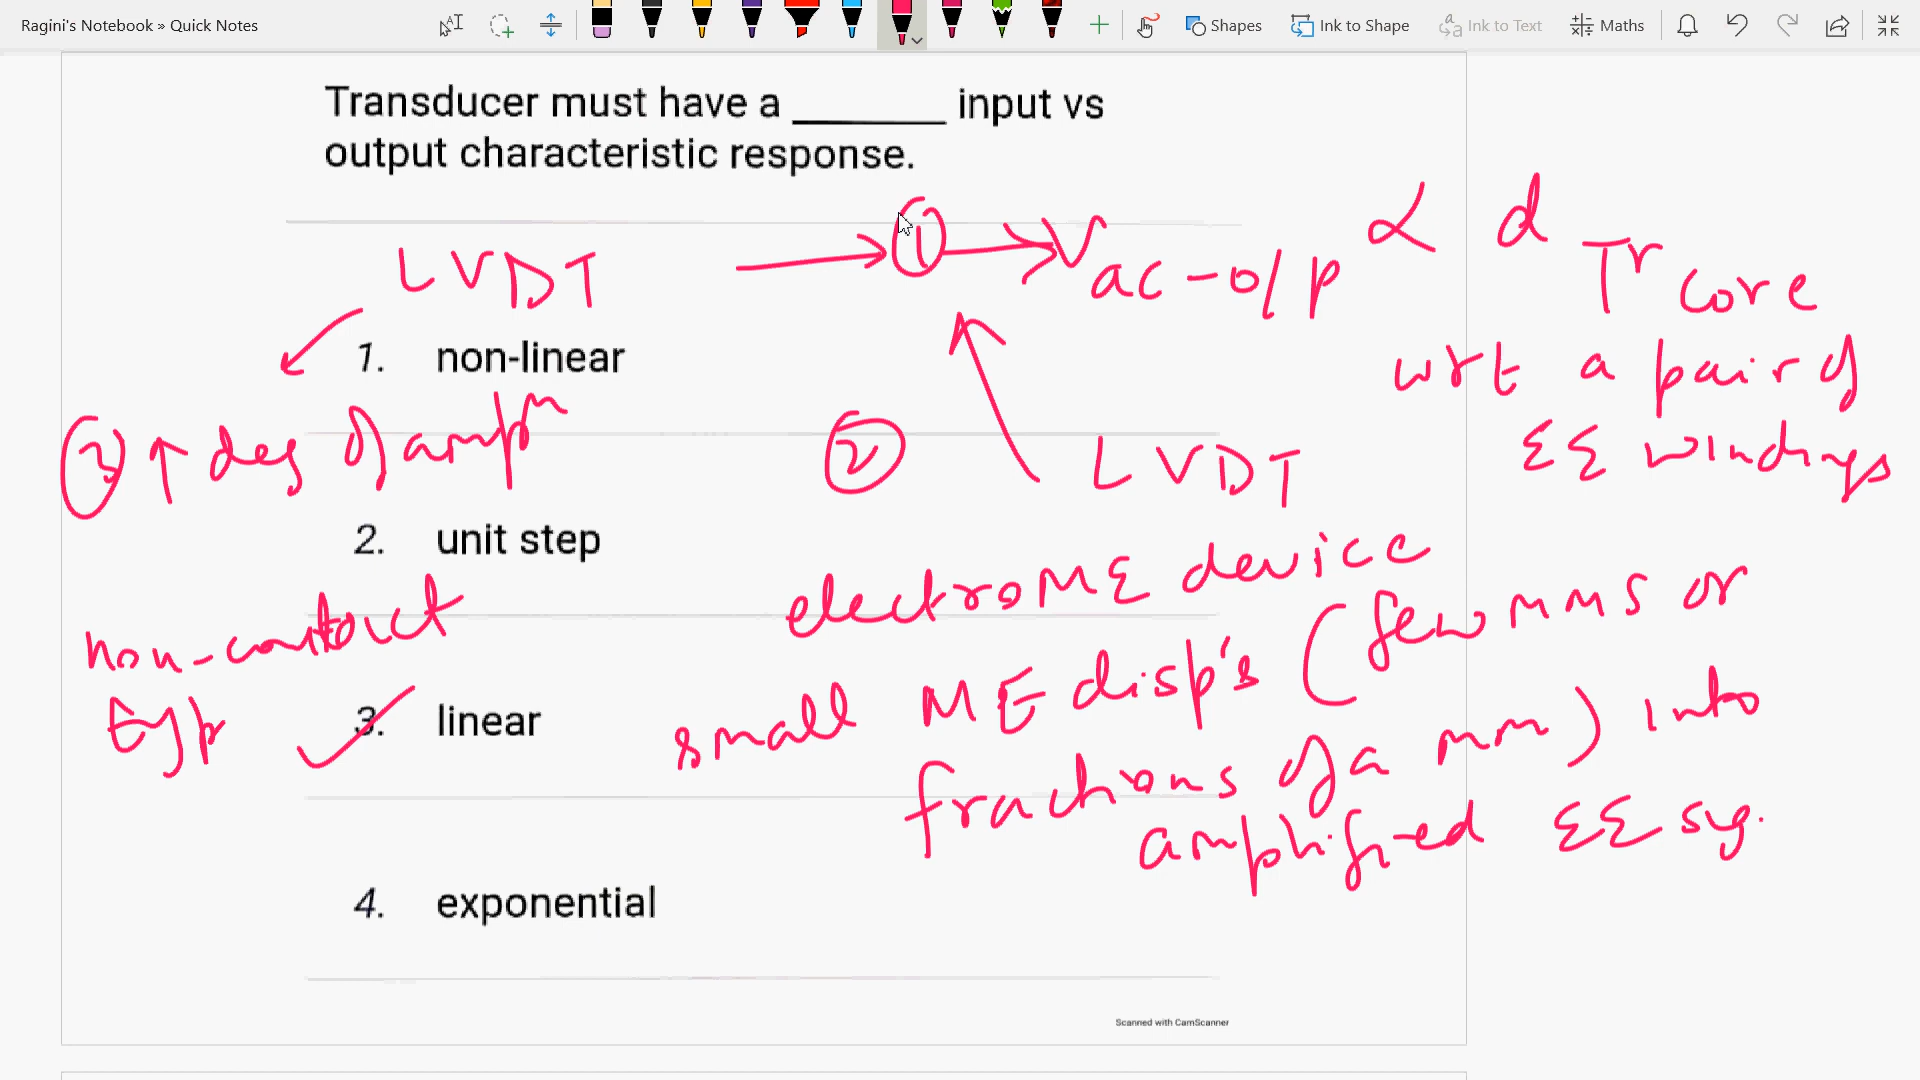 Ragini's Notebook » Quick Notes
Shapes
Ink to Shape
Ink to Text
Maths
Transducer must have a _______ input vs
output characteristic response.
LVDT → ① → Vac-o/p ∝ d Tr core
wrt a pair of
EE windings
1. non-linear
③ ↑ deg of ampn
② LVDT
2. unit step
electroME device
non-contact
type
small ME disp's (few mms or
fractions of a mm) into
amplified EE sig.
3. linear
4. exponential
Scanned with CamScanner